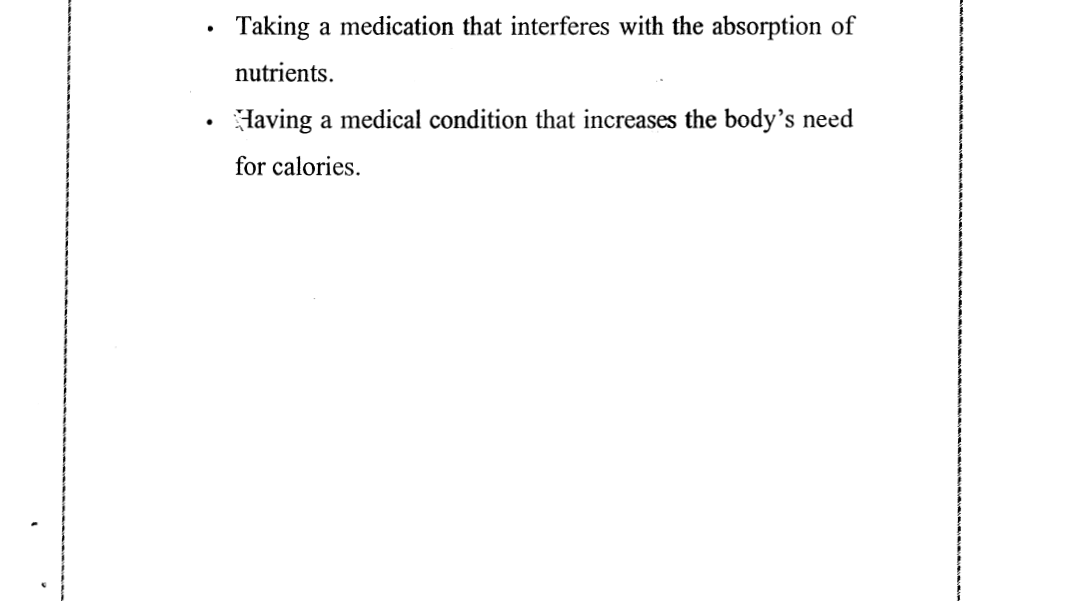 • Taking a medication that interferes with the absorption of
nutrients.
• Having a medical condition that increases the body's need
for calories.